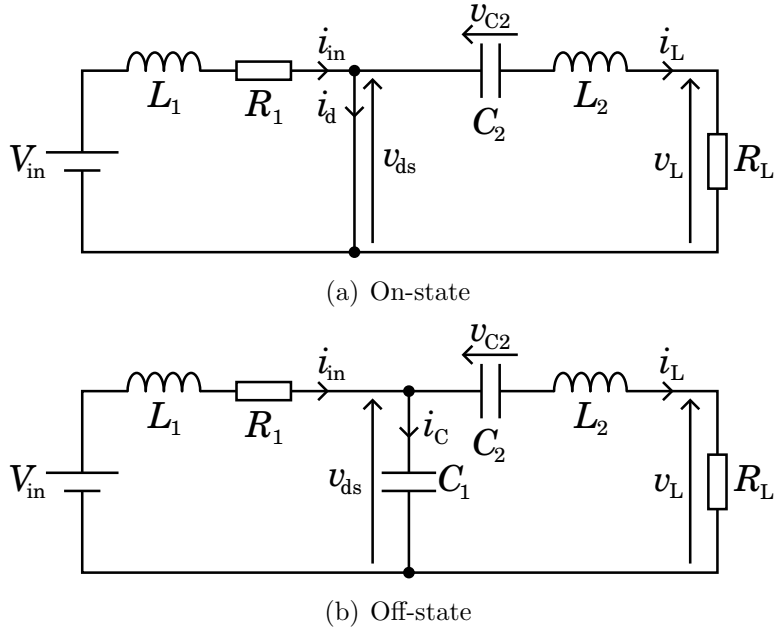 v_C2
i_in
i_L
L_1
R_1
i_d
C_2
L_2
V_in
v_ds
v_L
R_L
(a) On-state
v_C2
i_in
i_L
L_1
R_1
i_C
C_2
L_2
V_in
v_ds
C_1
v_L
R_L
(b) Off-state